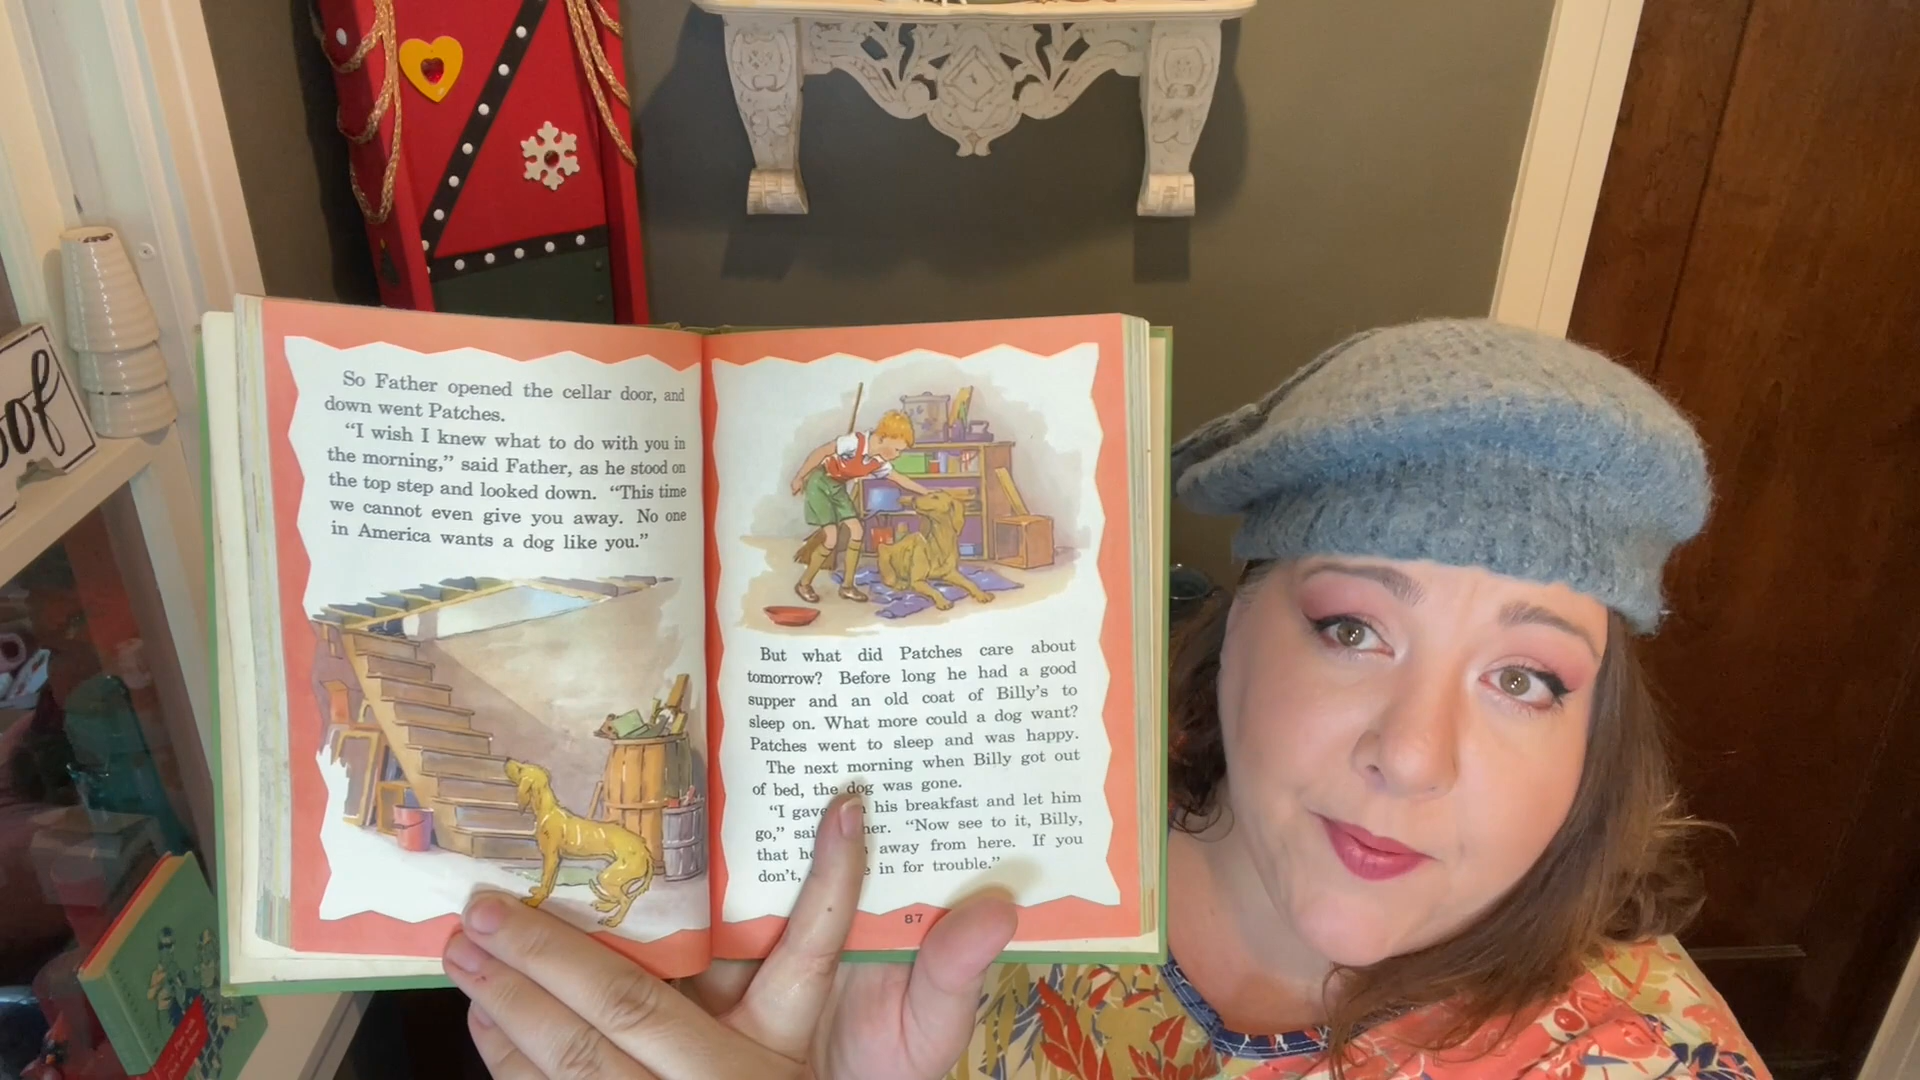 So Father opened the cellar door, and
down went Patches.
“I wish I knew what to do with you in
the morning,” said Father, as he stood on
the top step and looked down. “This time
we cannot even give you away. No one
in America wants a dog like you.”
But what did Patches care about
tomorrow? Before long he had a good
supper and an old coat of Billy’s to
sleep on. What more could a dog want?
Patches went to sleep and was happy.
The next morning when Billy got out
of bed, the dog was gone.
“I gave his breakfast and let him
go,” said her. “Now see to it, Billy,
that he away from here. If you
don’t, in for trouble.”
87